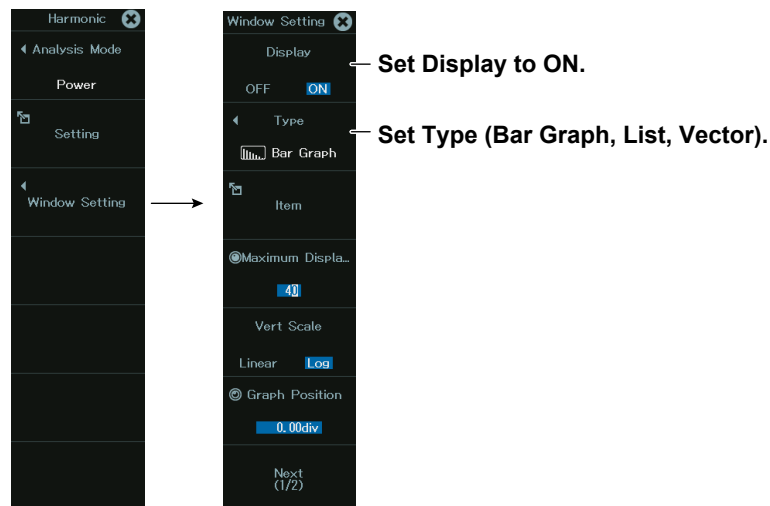 Harmonic
Analysis Mode
Power
Setting
Window Setting
Window Setting
Display
OFF ON
Type
Bar Graph
Item
Maximum Displa...
40
Vert Scale
Linear Log
Graph Position
0.00div
Next
(1/2)
Set Display to ON.
Set Type (Bar Graph, List, Vector).